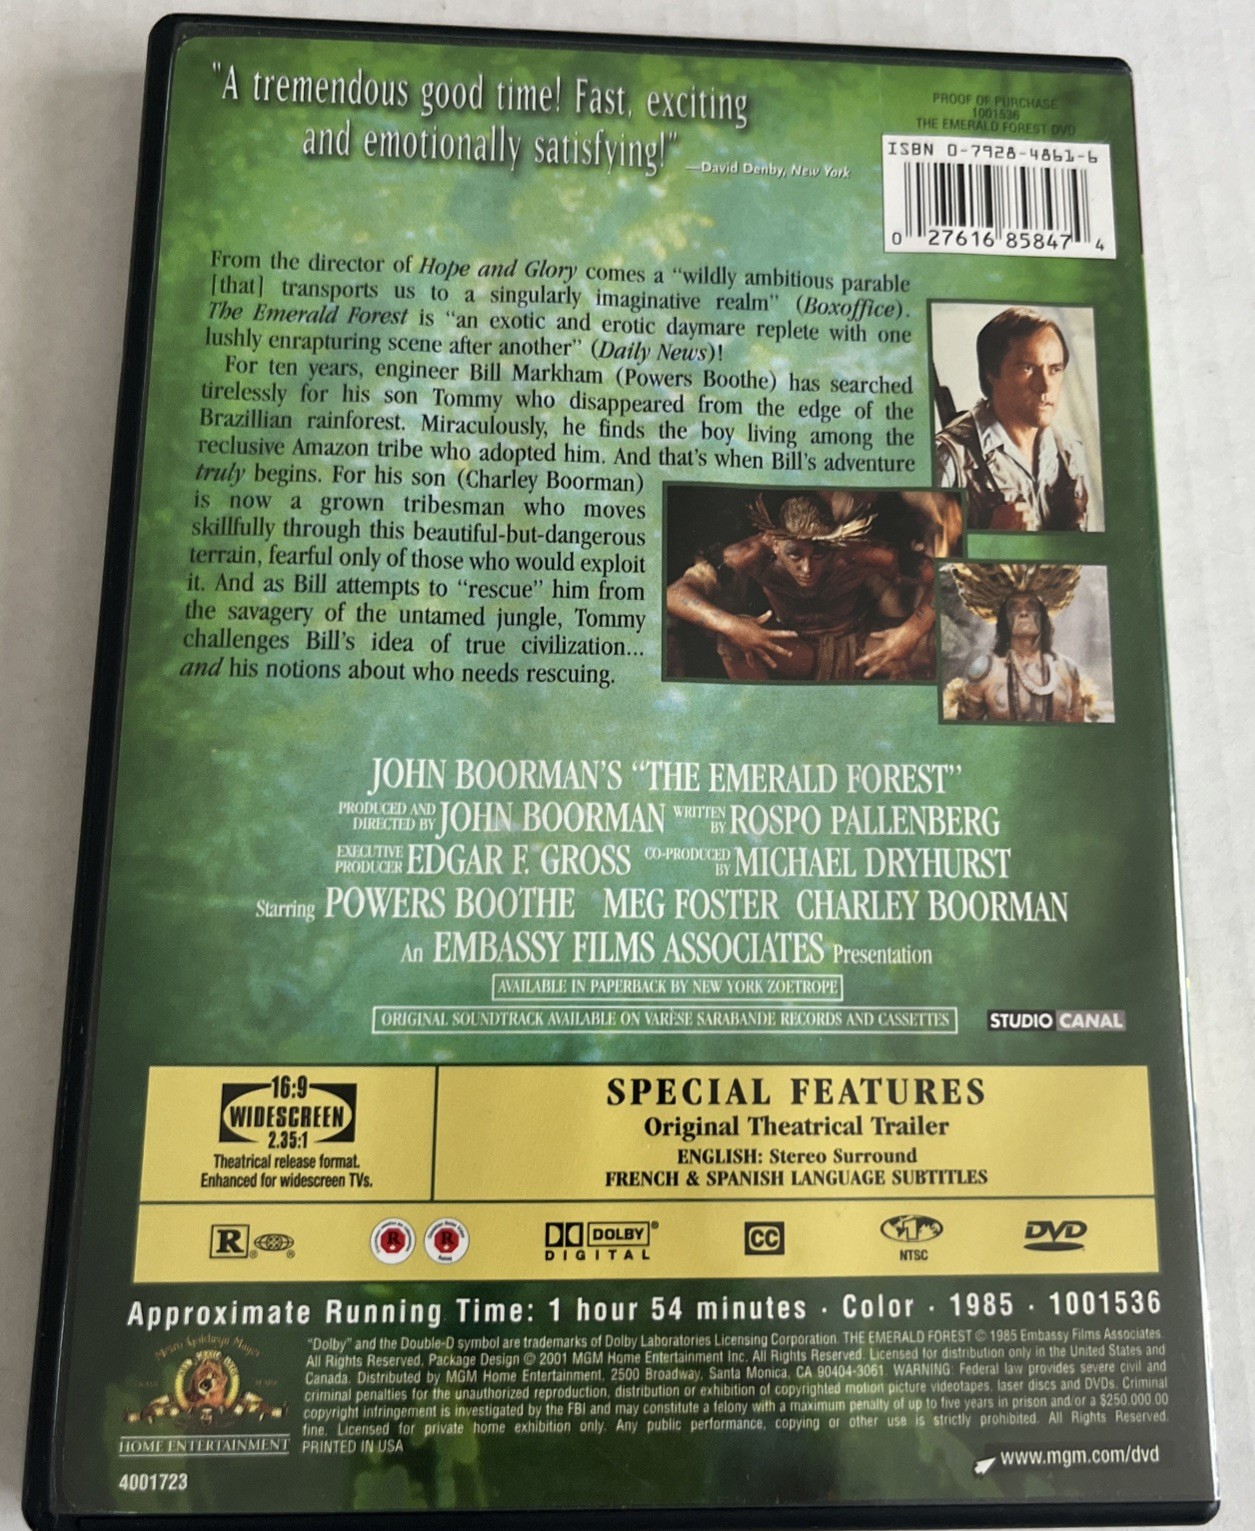 "A tremendous good time! Fast, exciting
and emotionally satisfying!"
—David Denby, New York
PROOF OF PURCHASE
1001536
THE EMERALD FOREST DVD
ISBN 0-7928-4861-6
0 27616 85847 4
From the director of Hope and Glory comes a "wildly ambitious parable
[that] transports us to a singularly imaginative realm" (Boxoffice).
The Emerald Forest is "an exotic and erotic daymare replete with one
lushly enrapturing scene after another" (Daily News)!
For ten years, engineer Bill Markham (Powers Boothe) has searched
tirelessly for his son Tommy who disappeared from the edge of the
Brazillian rainforest. Miraculously, he finds the boy living among the
reclusive Amazon tribe who adopted him. And that's when Bill's adventure
truly begins. For his son (Charley Boorman)
is now a grown tribesman who moves
skillfully through this beautiful-but-dangerous
terrain, fearful only of those who would exploit
it. And as Bill attempts to "rescue" him from
the savagery of the untamed jungle, Tommy
challenges Bill's idea of true civilization...
and his notions about who needs rescuing.
JOHN BOORMAN'S "THE EMERALD FOREST"
PRODUCED AND DIRECTED BY JOHN BOORMAN WRITTEN BY ROSPO PALLENBERG
EXECUTIVE PRODUCER EDGAR F. GROSS CO-PRODUCED BY MICHAEL DRYHURST
Starring POWERS BOOTHE MEG FOSTER CHARLEY BOORMAN
An EMBASSY FILMS ASSOCIATES Presentation
AVAILABLE IN PAPERBACK BY NEW YORK ZOETROPE
ORIGINAL SOUNDTRACK AVAILABLE ON VARÈSE SARABANDE RECORDS AND CASSETTES
STUDIO CANAL
16:9
WIDESCREEN
2.35:1
Theatrical release format.
Enhanced for widescreen TVs.
SPECIAL FEATURES
Original Theatrical Trailer
ENGLISH: Stereo Surround
FRENCH & SPANISH LANGUAGE SUBTITLES
R ® ®
R
R
DOLBY®
DIGITAL
CC
1
NTSC
DVD
Approximate Running Time: 1 hour 54 minutes · Color · 1985 · 1001536
"Dolby" and the Double-D symbol are trademarks of Dolby Laboratories Licensing Corporation. THE EMERALD FOREST © 1985 Embassy Films Associates.
All Rights Reserved. Package Design © 2001 MGM Home Entertainment Inc. All Rights Reserved. Licensed for distribution only in the United States and
Canada. Distributed by MGM Home Entertainment, 2500 Broadway, Santa Monica, CA 90404-3061. WARNING: Federal law provides severe civil and
criminal penalties for the unauthorized reproduction, distribution or exhibition of copyrighted motion picture videotapes, laser discs and DVDs. Criminal
copyright infringement is investigated by the FBI and may constitute a felony with a maximum penalty of up to five years in prison and/or a $250,000.00
fine. Licensed for private home exhibition only. Any public performance, copying or other use is strictly prohibited. All Rights Reserved.
PRINTED IN USA
Metro Goldwyn Mayer
HOME ENTERTAINMENT
4001723
www.mgm.com/dvd